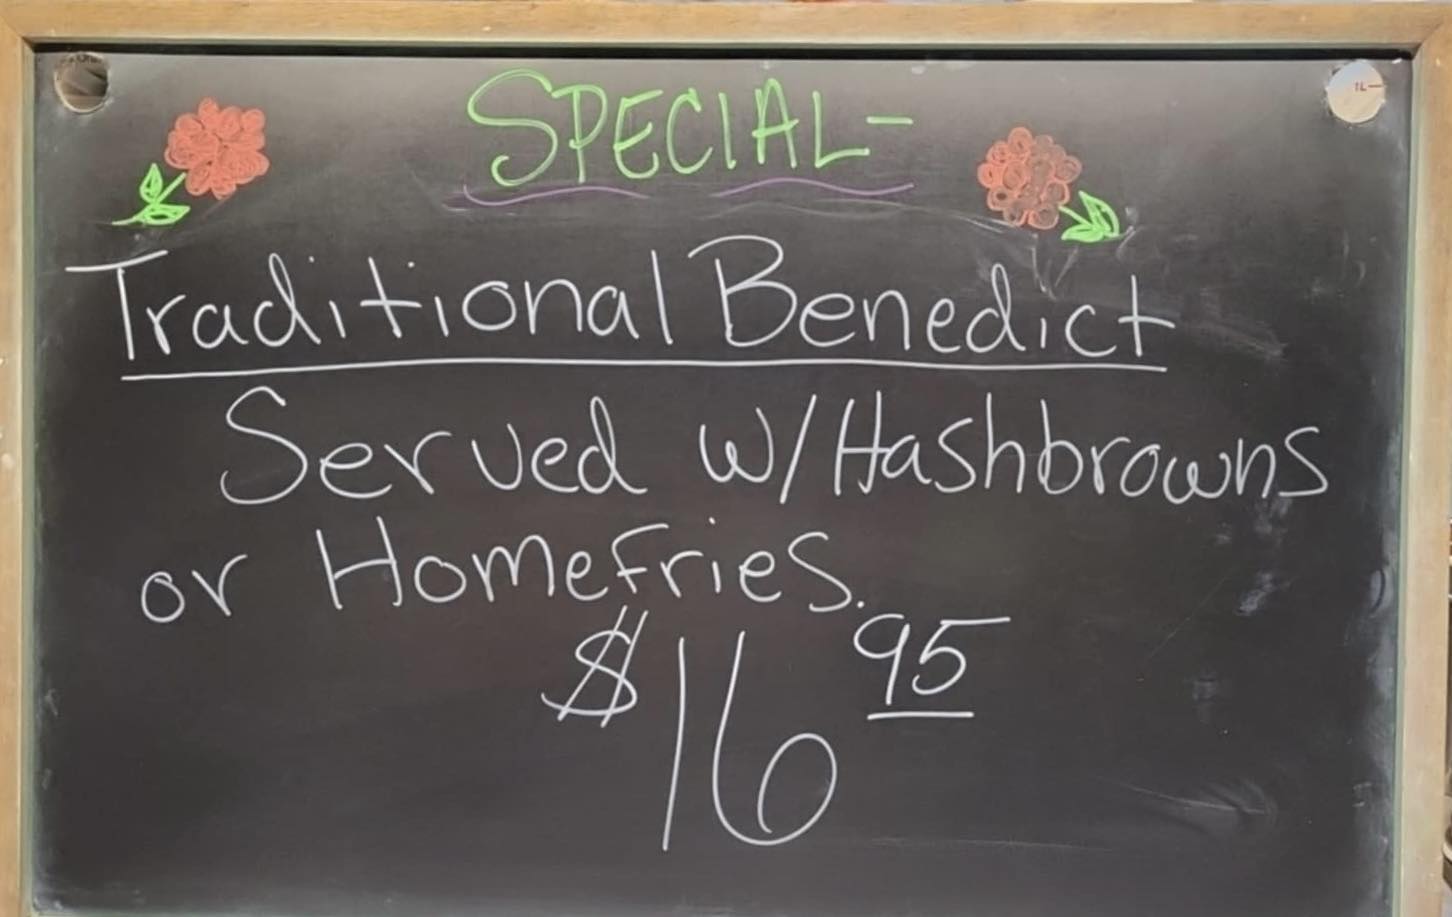 SPECIAL-
Traditional Benedict
Served w/Hashbrowns
or Homefries.
$16 95